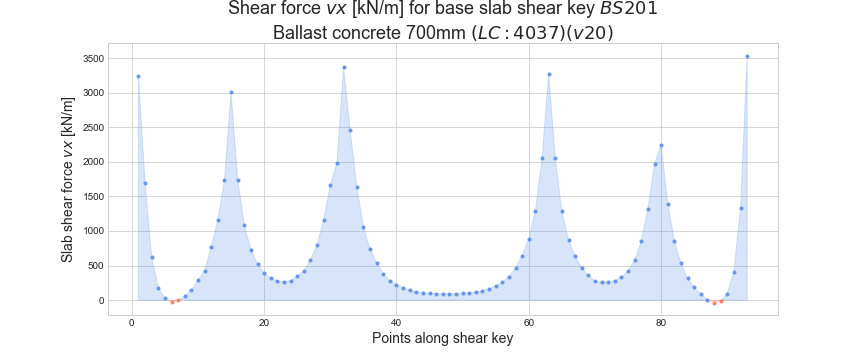 Shear force vx [kN/m] for base slab shear key BS201
Ballast concrete 700mm (LC : 4037)(v20)
Slab shear force vx [kN/m]
3500
3000
2500
2000
1500
1000
500
0
0 20 40 60 80
Points along shear key